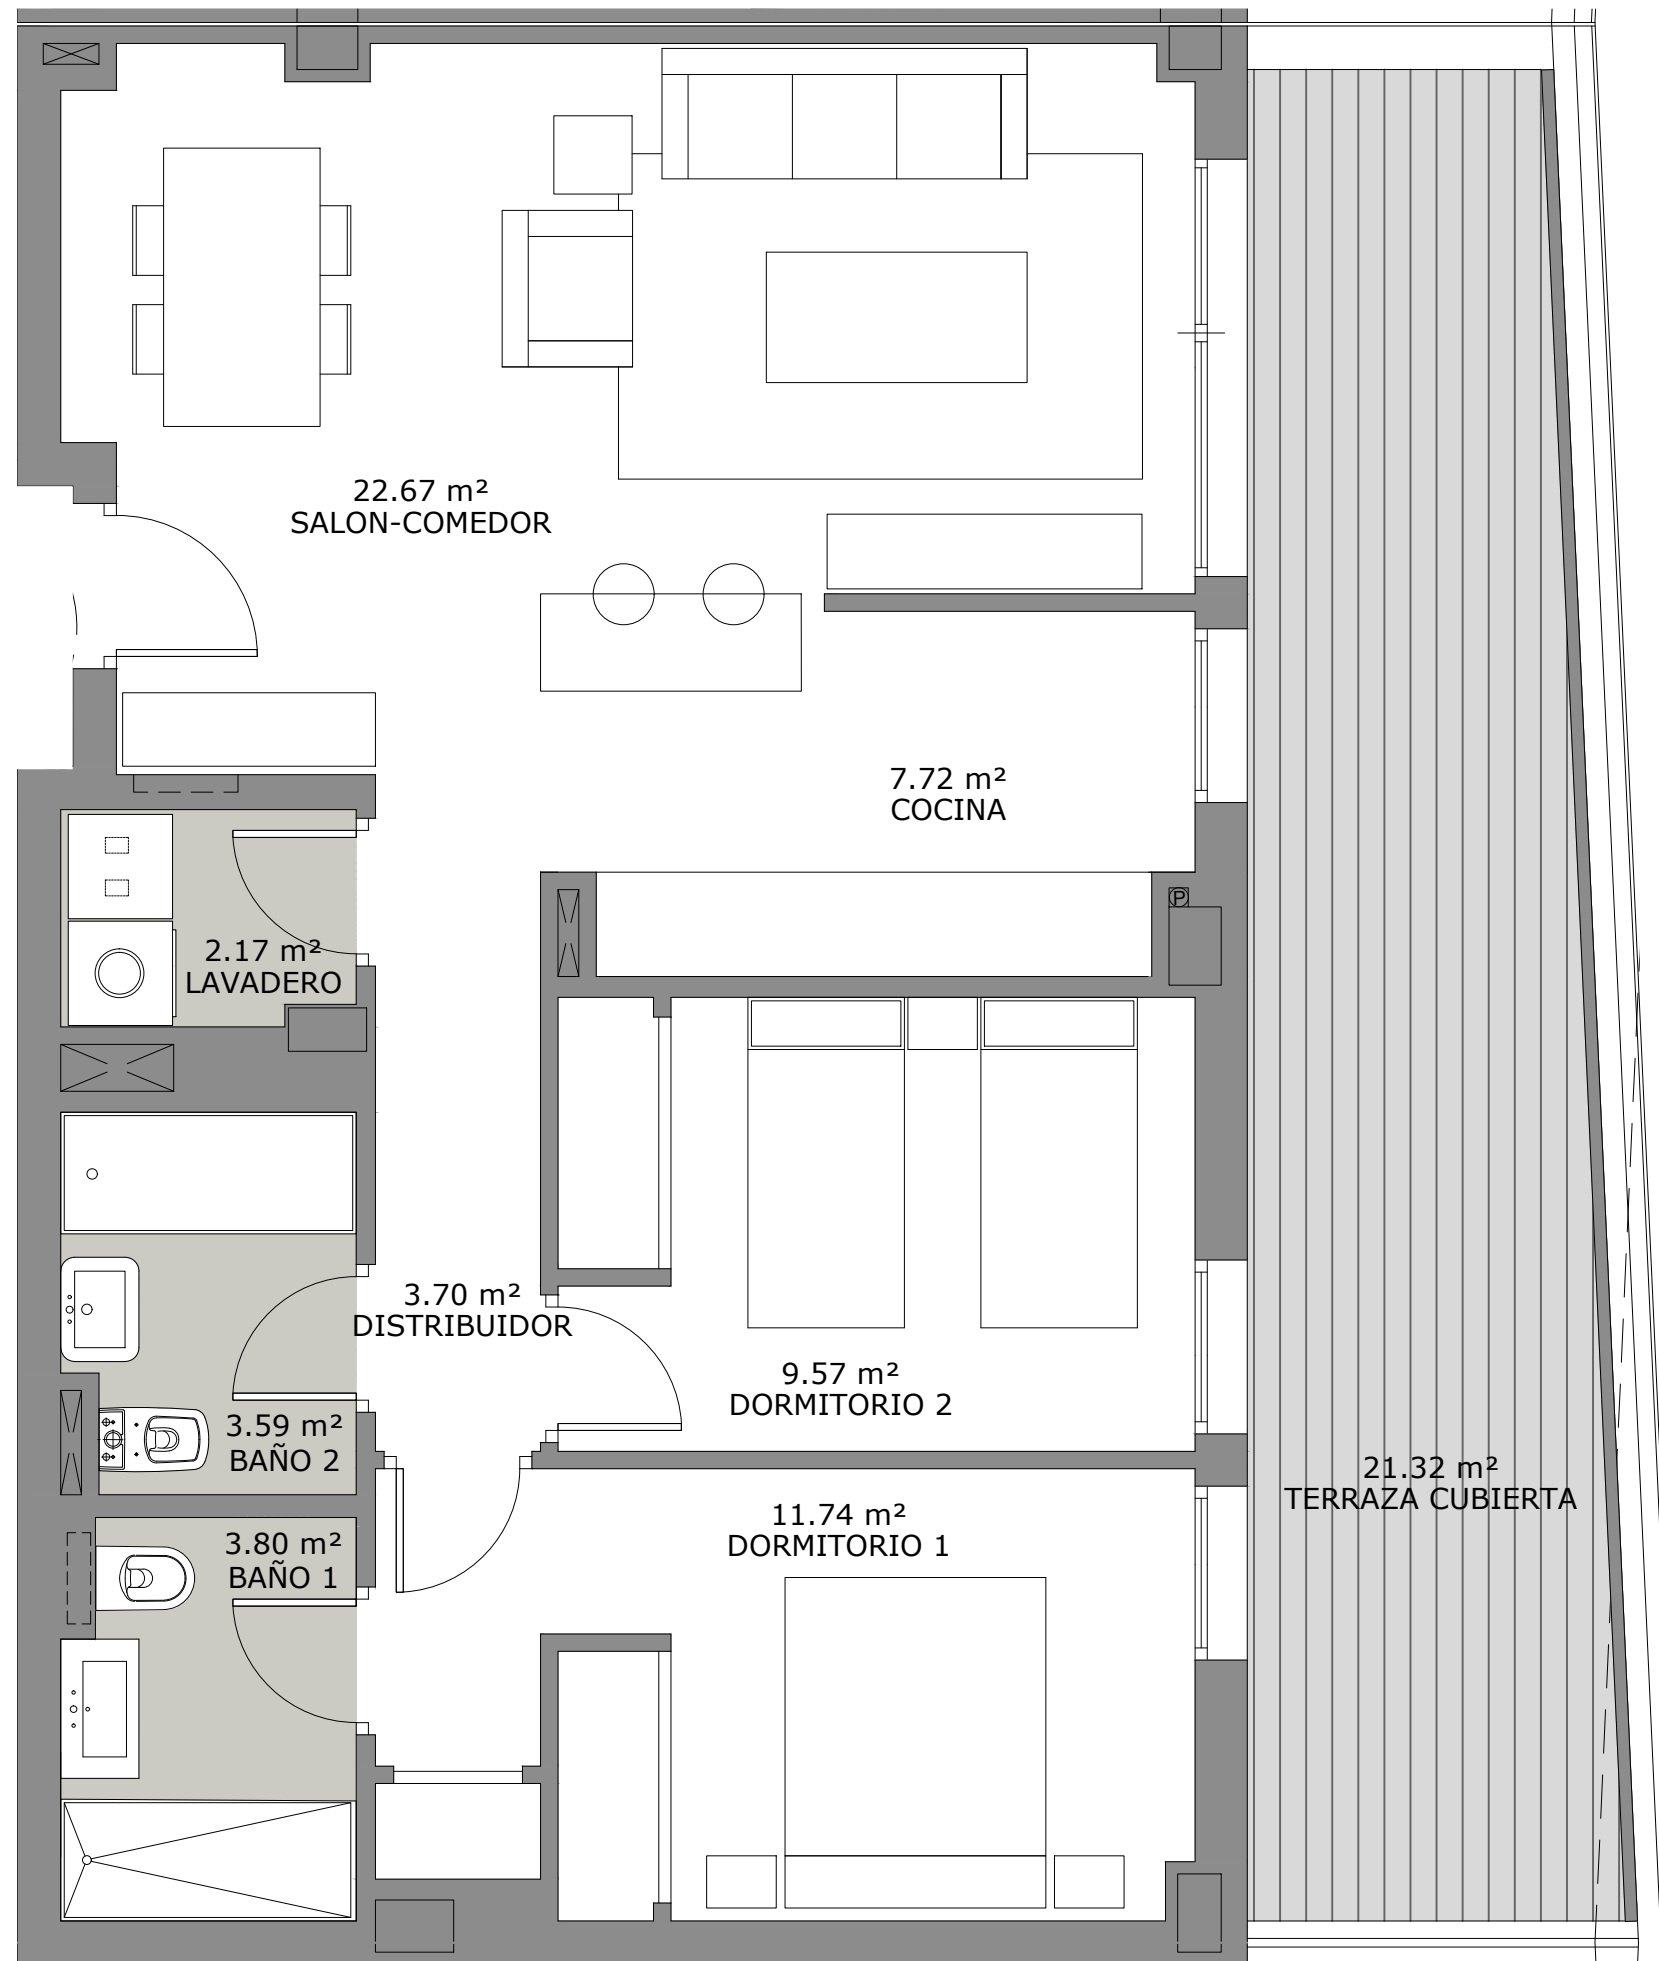 22.67 m²
SALON-COMEDOR
7.72 m²
COCINA
P
2.17 m²
LAVADERO
3.70 m²
DISTRIBUIDOR
9.57 m²
DORMITORIO 2
3.59 m²
BAÑO 2
21.32 m²
TERRAZA CUBIERTA
11.74 m²
DORMITORIO 1
3.80 m²
BAÑO 1